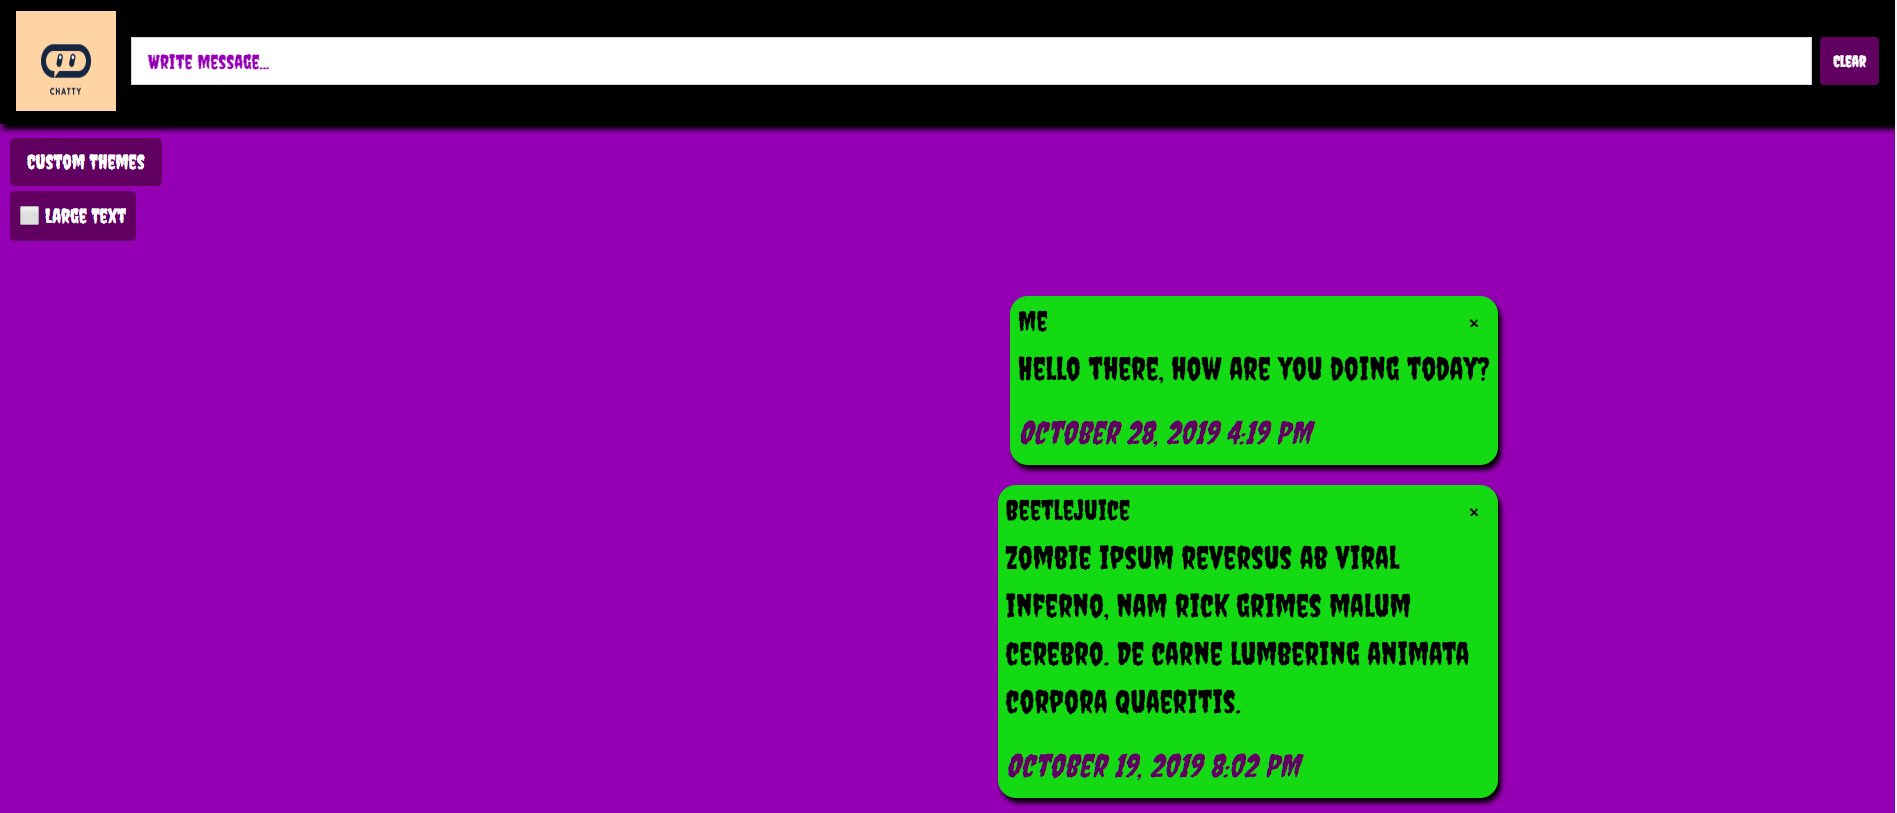 CHATTY
WRITE MESSAGE...
CLEAR
CUSTOM THEMES
LARGE TEXT
ME
×
HELLO THERE, HOW ARE YOU DOING TODAY?
OCTOBER 28, 2019 4:19 PM
BEETLEJUICE
×
ZOMBIE IPSUM REVERSUS AB VIRAL
INFERNO, NAM RICK GRIMES MALUM
CEREBRO. DE CARNE LUMBERING ANIMATA
CORPORA QUAERITIS.
OCTOBER 19, 2019 8:02 PM